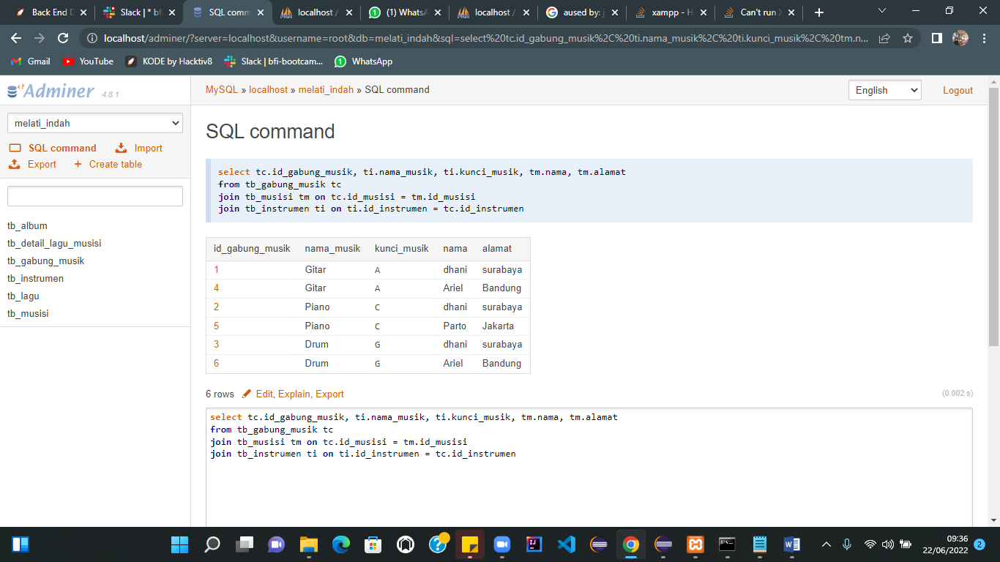 Back End D
Slack | * bf
SQL comm
localhost /
(1) WhatsA
localhost /
aused by: j
xampp - H
Can't run X
localhost/adminer/?server=localhost&username=root&db=melati_indah&sql=select%20tc.id_gabung_musik%2C%20ti.nama_musik%2C%20ti.kunci_musik%2C%20tm.n...
Gmail
YouTube
KODE by Hacktiv8
Slack | bfi-bootcam...
WhatsApp
Adminer 4.8.1
MySQL » localhost » melati_indah » SQL command
English
Logout
melati_indah
SQL command
Import
Export
Create table
tb_album
tb_detail_lagu_musisi
tb_gabung_musik
tb_instrumen
tb_lagu
tb_musisi
SQL command
select tc.id_gabung_musik, ti.nama_musik, ti.kunci_musik, tm.nama, tm.alamat
from tb_gabung_musik tc
join tb_musisi tm on tc.id_musisi = tm.id_musisi
join tb_instrumen ti on ti.id_instrumen = tc.id_instrumen
id_gabung_musik nama_musik kunci_musik nama alamat
1 Gitar A dhani surabaya
4 Gitar A Ariel Bandung
2 Piano C dhani surabaya
5 Piano C Parto Jakarta
3 Drum G dhani surabaya
6 Drum G Ariel Bandung
6 rows Edit, Explain, Export
(0.002 s)
select tc.id_gabung_musik, ti.nama_musik, ti.kunci_musik, tm.nama, tm.alamat
from tb_gabung_musik tc
join tb_musisi tm on tc.id_musisi = tm.id_musisi
join tb_instrumen ti on ti.id_instrumen = tc.id_instrumen
09:36
22/06/2022
2